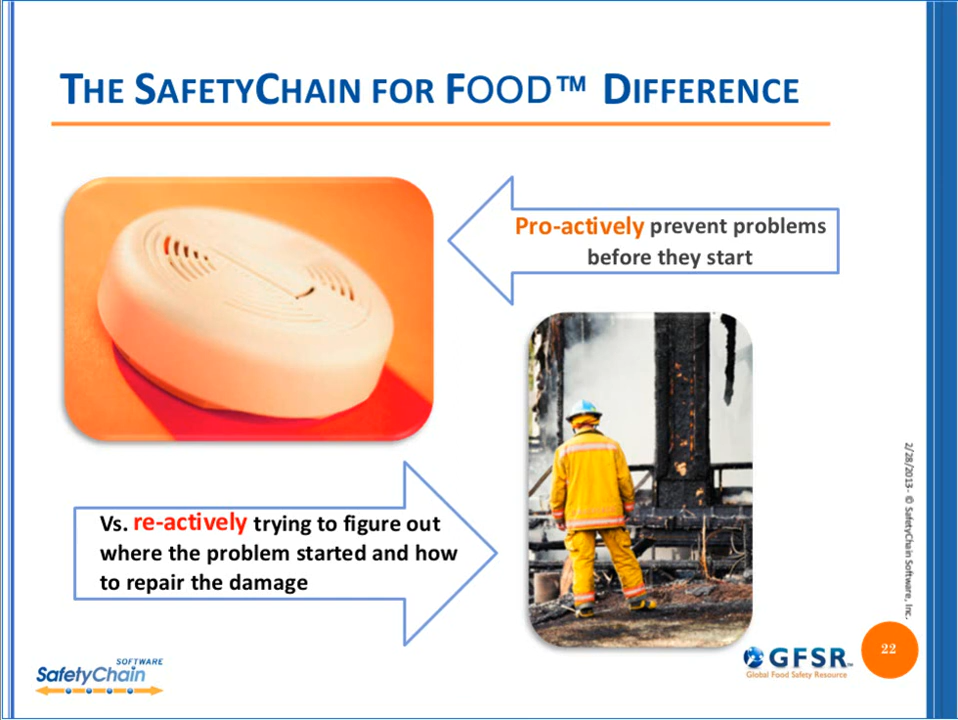 THE SAFETYCHAIN FOR FOOD™ DIFFERENCE
Pro-actively prevent problems
before they start
Vs. re-actively trying to figure out
where the problem started and how
to repair the damage
2/28/2013- © SafetyChain Software, Inc.
SOFTWARE
SafetyChain
GFSR™
Global Food Safety Resource
22